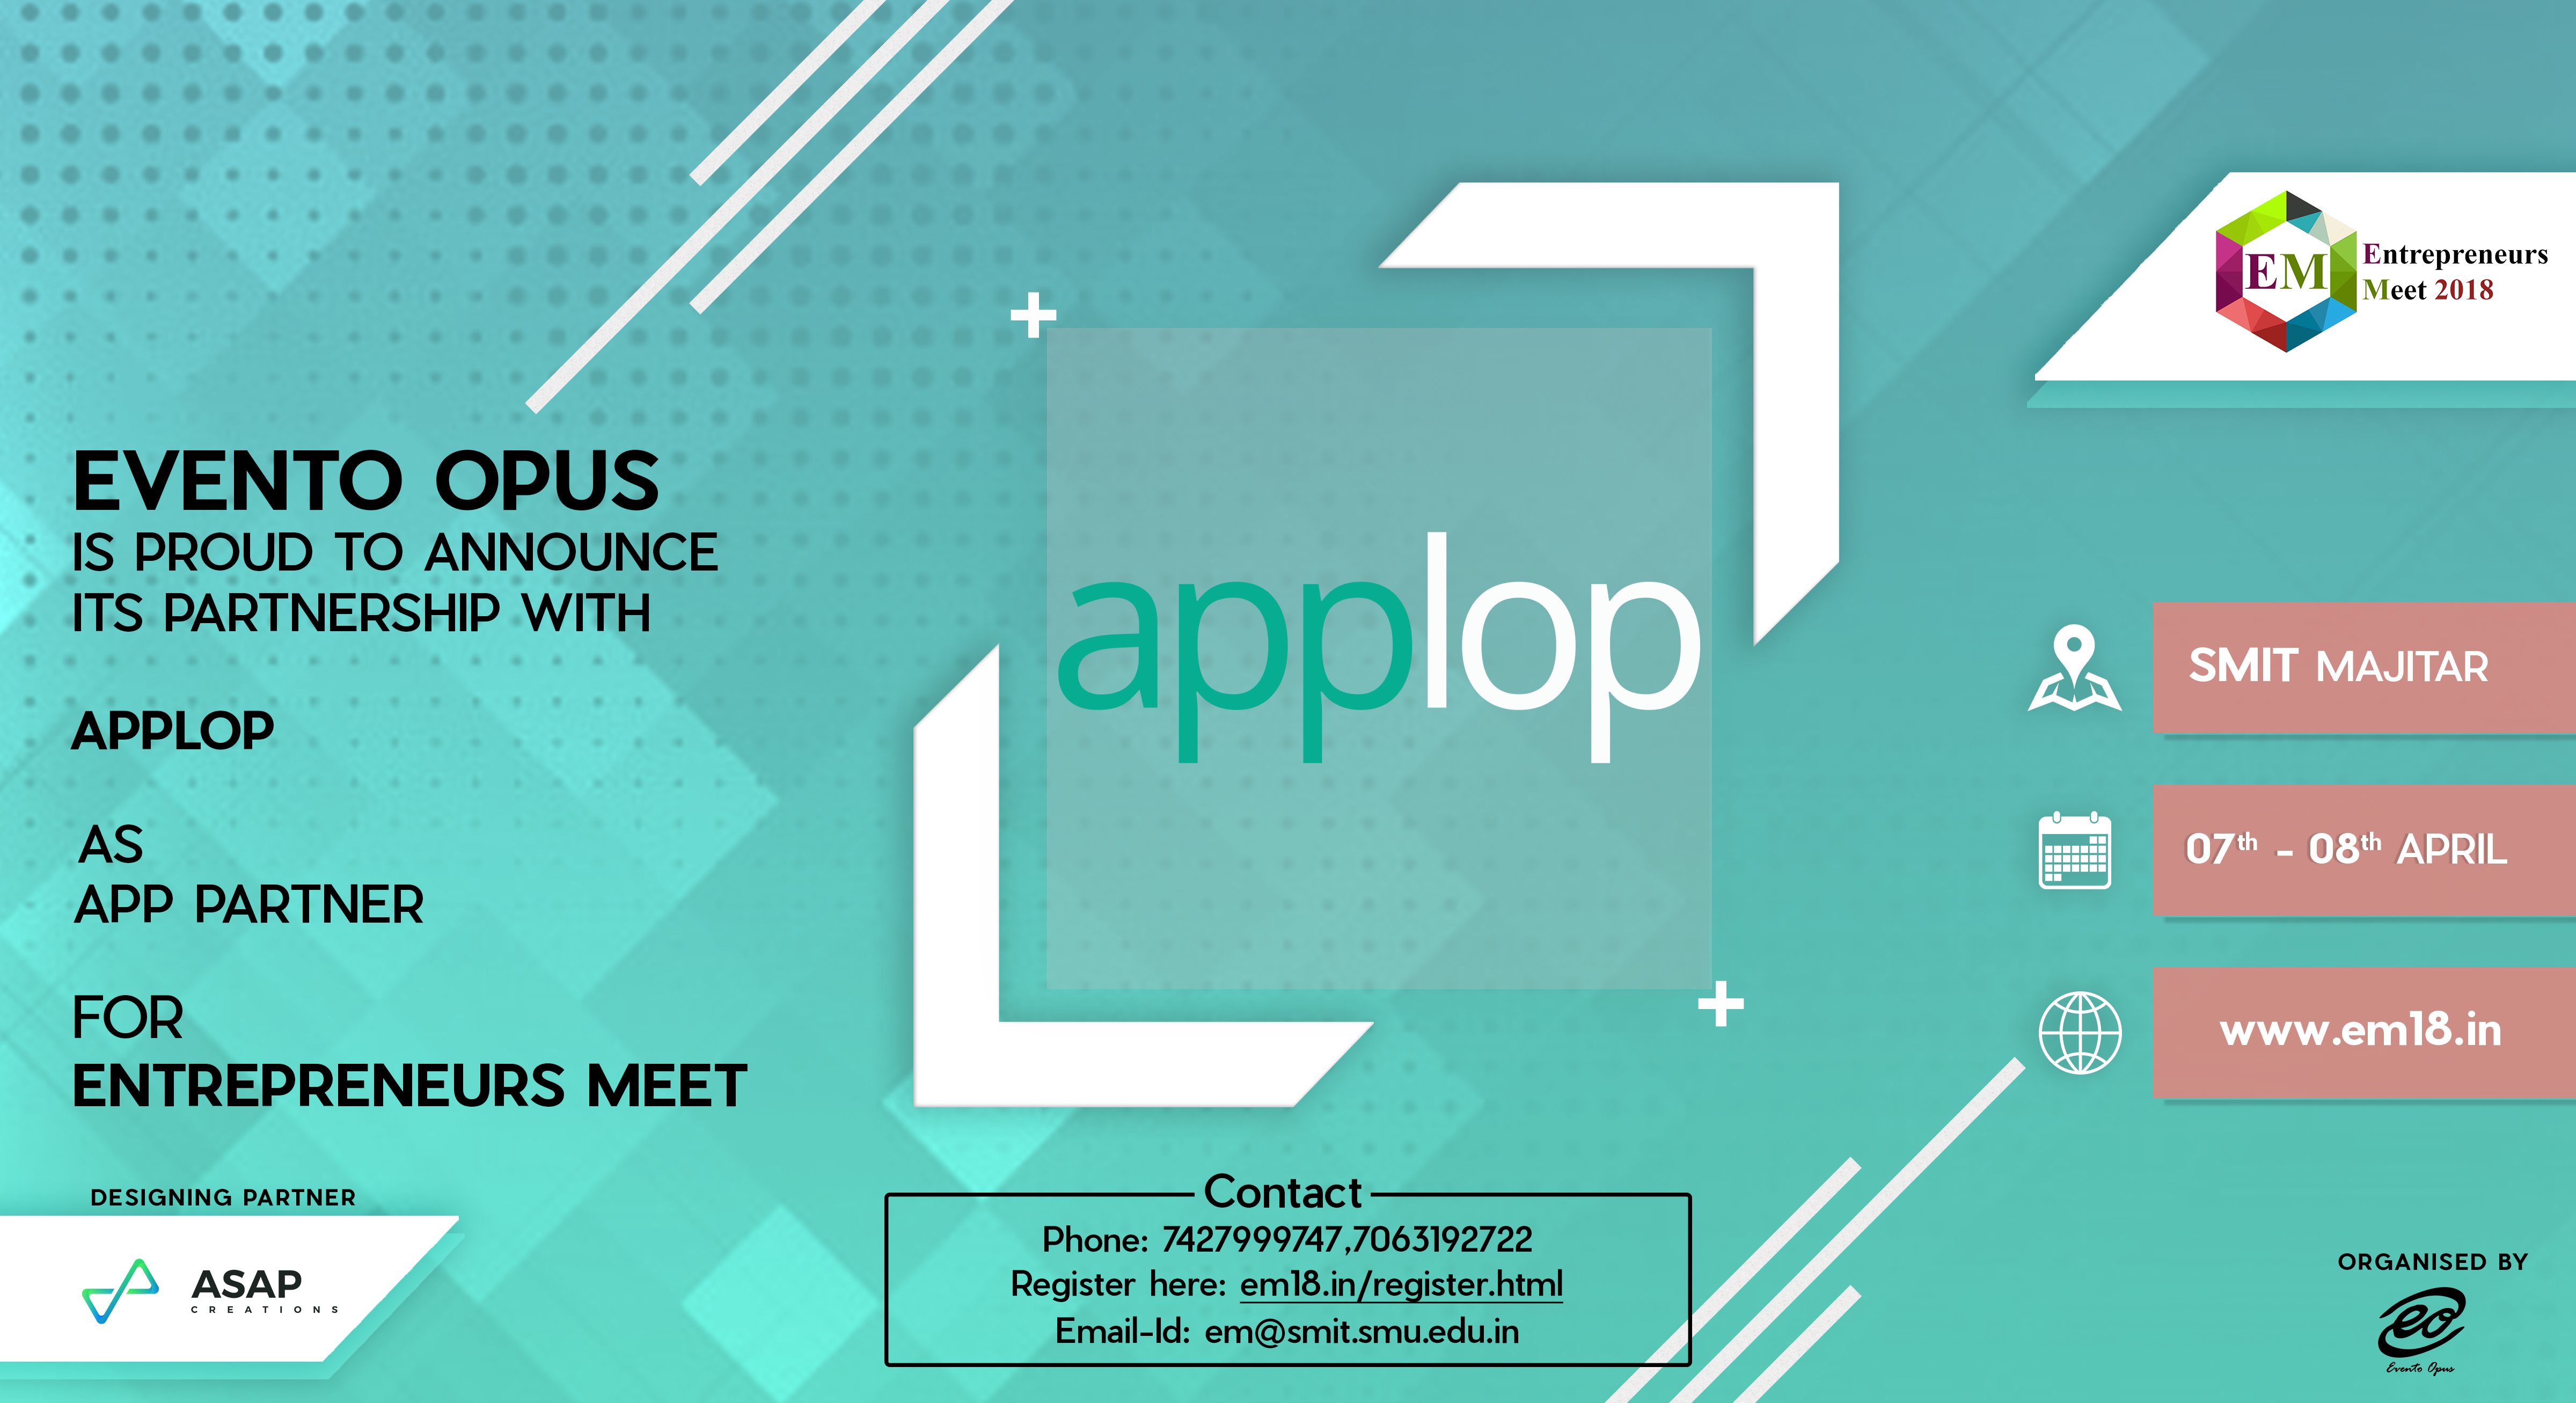 EVENTO OPUS
IS PROUD TO ANNOUNCE
ITS PARTNERSHIP WITH
APPLOP
AS
APP PARTNER
FOR
ENTREPRENEURS MEET
DESIGNING PARTNER
ASAP
CREATIONS
applop
Contact
Phone: 7427999747,7063192722
Register here: em18.in/register.html
Email-Id: em@smit.smu.edu.in
EM
Entrepreneurs
Meet 2018
SMIT MAJITAR
07th - 08th APRIL
www.em18.in
ORGANISED BY
eo
Evento Opus